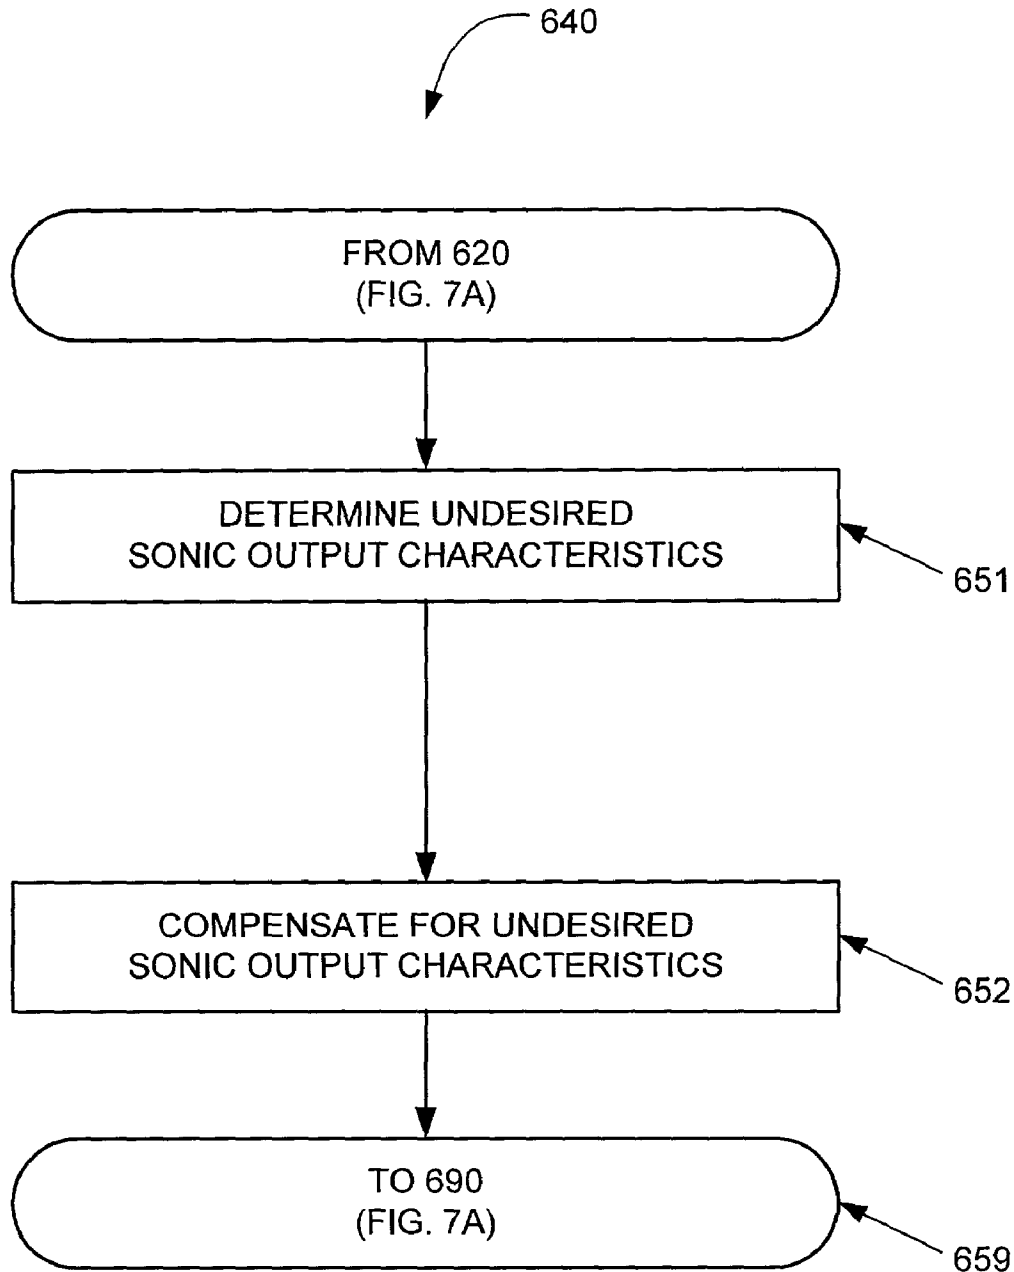 640
FROM 620
(FIG. 7A)
DETERMINE UNDESIRED
SONIC OUTPUT CHARACTERISTICS
651
COMPENSATE FOR UNDESIRED
SONIC OUTPUT CHARACTERISTICS
652
TO 690
(FIG. 7A)
659